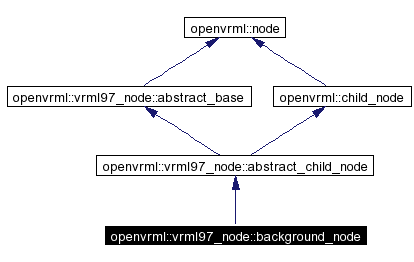 openvrml::node
openvrml::vrml97_node::abstract_base
openvrml::child_node
openvrml::vrml97_node::abstract_child_node
openvrml::vrml97_node::background_node